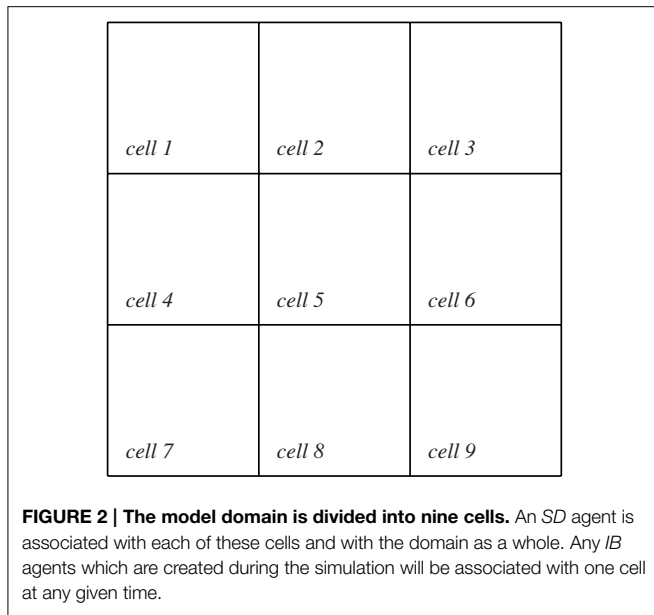 cell 1 cell 2 cell 3
cell 4 cell 5 cell 6
cell 7 cell 8 cell 9
FIGURE 2 | The model domain is divided into nine cells. An SD agent is
associated with each of these cells and with the domain as a whole. Any IB
agents which are created during the simulation will be associated with one cell
at any given time.